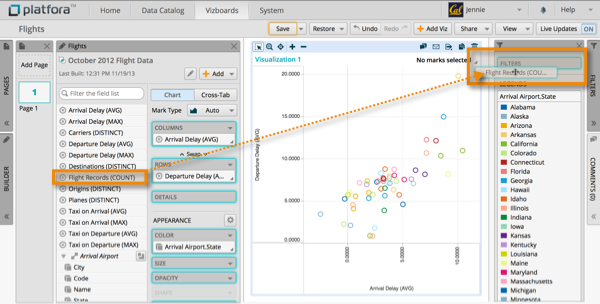 platfora
Home
Data Catalog
Vizboards
System
Cal
Jennie
Help
Flights
Save
Restore
Undo
Redo
Add Viz
Share
View
Live Updates
ON
PAGES
BUILDER
Add Page
1
Page 1
Flights
October 2012 Flight Data
Last Built: 12:31 PM 11/19/13
Add
Filter the field list
Arrival Delay (AVG)
Arrival Delay (MAX)
Carriers (DISTINCT)
Departure Delay (AVG)
Departure Delay (MAX)
Destinations (DISTINCT)
Flight Records (COUNT)
Origins (DISTINCT)
Planes (DISTINCT)
Taxi on Arrival (AVG)
Taxi on Arrival (MAX)
Taxi on Departure (AVG)
Taxi on Departure (MAX)
Arrival Airport
City
Code
Name
State
Chart
Cross-Tab
Mark Type
Auto
COLUMNS
Arrival Delay (AVG)
Swap
ROWS
Departure Delay (A...
DETAILS
APPEARANCE
COLOR
Arrival Airport.State
SIZE
OPACITY
SHAPE
Visualization 1
No marks selected
20.0000
15.0000
10.0000
5.0000
0.0000
Departure Delay (AVG)
0.0000
5.0000
10.0000
Arrival Delay (AVG)
FILTERS
Flight Records (COU...
LEGENDS
Arrival Airport.State
Alabama
Alaska
Arizona
Arkansas
California
Colorado
Connecticut
Florida
Georgia
Hawaii
Idaho
Illinois
Indiana
Iowa
Kansas
Kentucky
Louisiana
Maine
Maryland
Massachusetts
Michigan
FILTERS
COMMENTS (0)